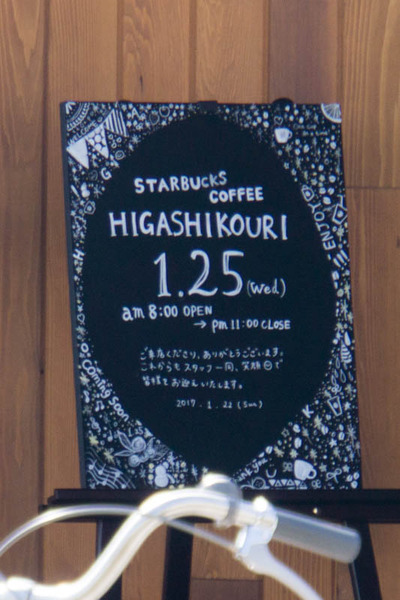 STARBUCKS
COFFEE
HIGASHIKOURI
1.25 (Wed)
am 8:00 OPEN
→ pm 11:00 CLOSE
ご来店くださり、ありがとうございます。
これからもスタッフ一同、笑顔で
皆様をお迎えいたします。
2017.1.22 (Sun)
ENJOY
Coming Soon